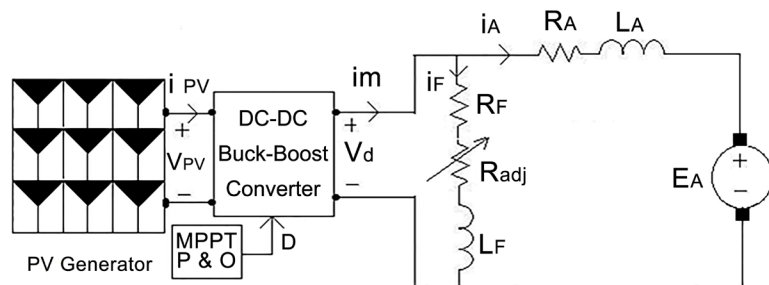 i PV
+
VPV
−
PV Generator
DC-DC
Buck-Boost
Converter
MPPT
P & O
D
im
+
Vd
−
iA
RA
LA
iF
RF
Radj
LF
EA
+
−